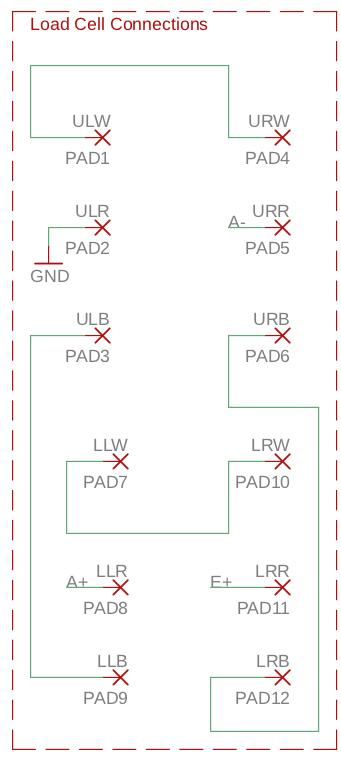 Load Cell Connections
ULW
URW
PAD1
PAD4
ULR
URR
A-
PAD2
PAD5
GND
ULB
URB
PAD3
PAD6
LLW
LRW
PAD7
PAD10
LLR
LRR
A+
E+
PAD8
PAD11
LLB
LRB
PAD9
PAD12